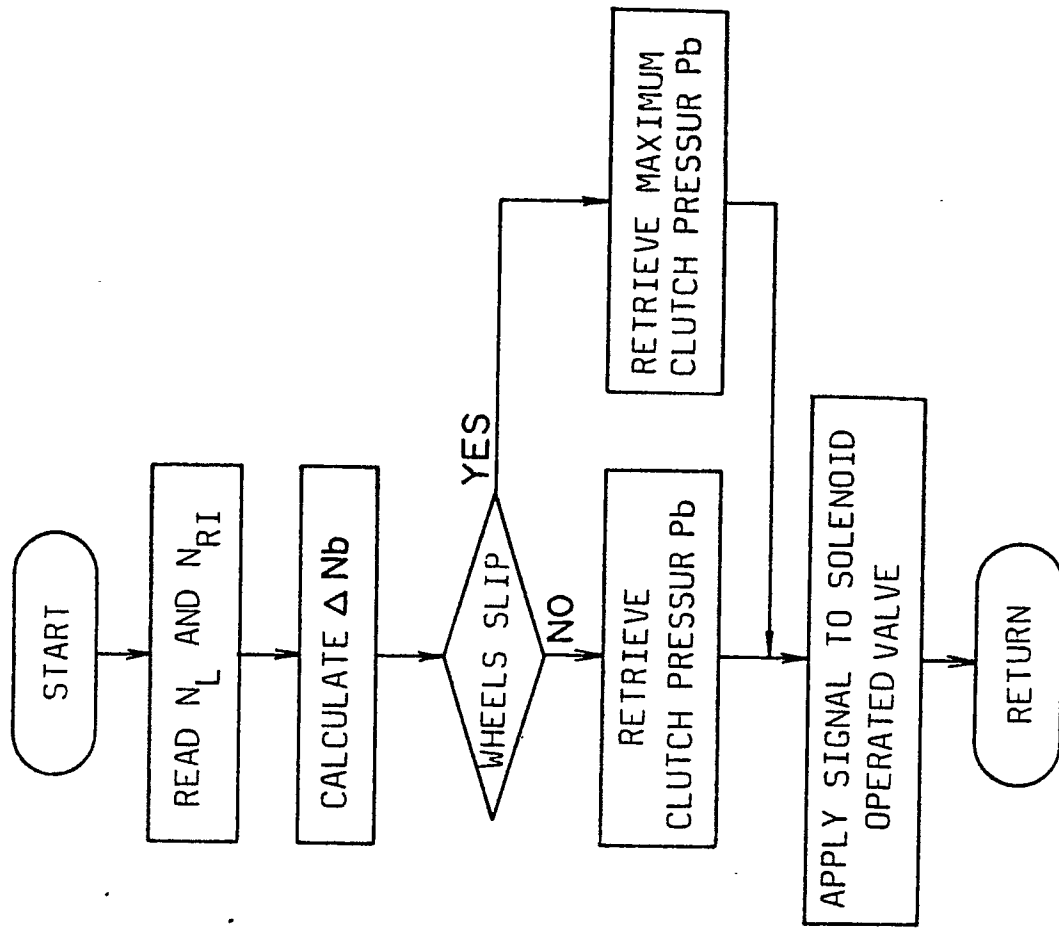 START
READ N_L AND N_RI
CALCULATE Δ Nb
WHEELS SLIP
YES
NO
RETRIEVE
CLUTCH PRESSUR Pb
RETRIEVE MAXIMUM
CLUTCH PRESSUR Pb
APPLY SIGNAL TO SOLENOID
OPERATED VALVE
RETURN